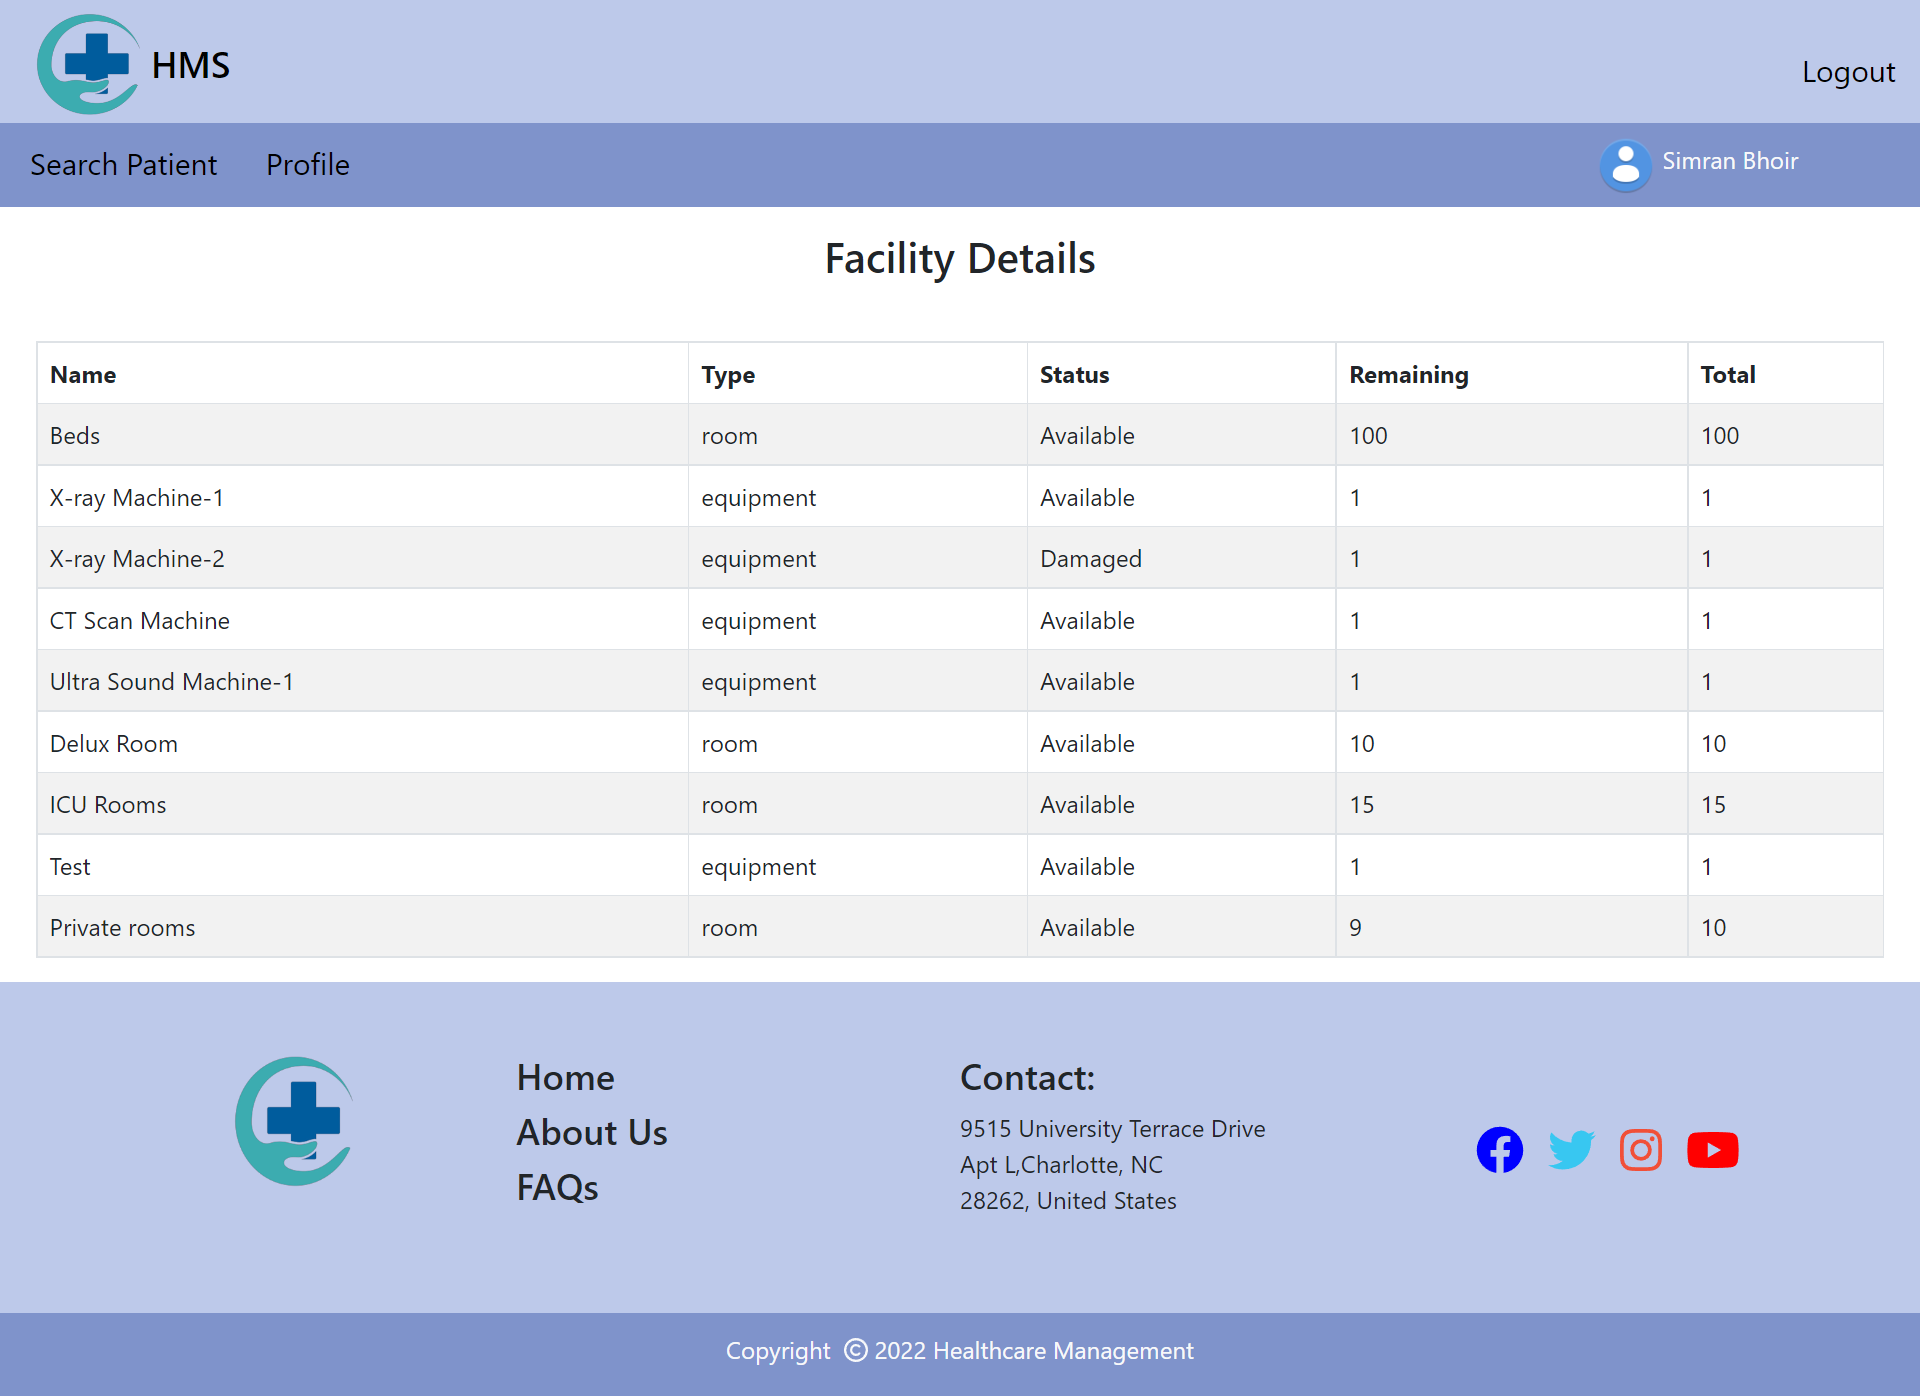 HMS
Logout
Search Patient Profile Simran Bhoir
Facility Details
Name Type Status Remaining Total
Beds room Available 100 100
X-ray Machine-1 equipment Available 1 1
X-ray Machine-2 equipment Damaged 1 1
CT Scan Machine equipment Available 1 1
Ultra Sound Machine-1 equipment Available 1 1
Delux Room room Available 10 10
ICU Rooms room Available 15 15
Test equipment Available 1 1
Private rooms room Available 9 10
Home
About Us
FAQs
Contact:
9515 University Terrace Drive
Apt L,Charlotte, NC
28262, United States
Copyright © 2022 Healthcare Management